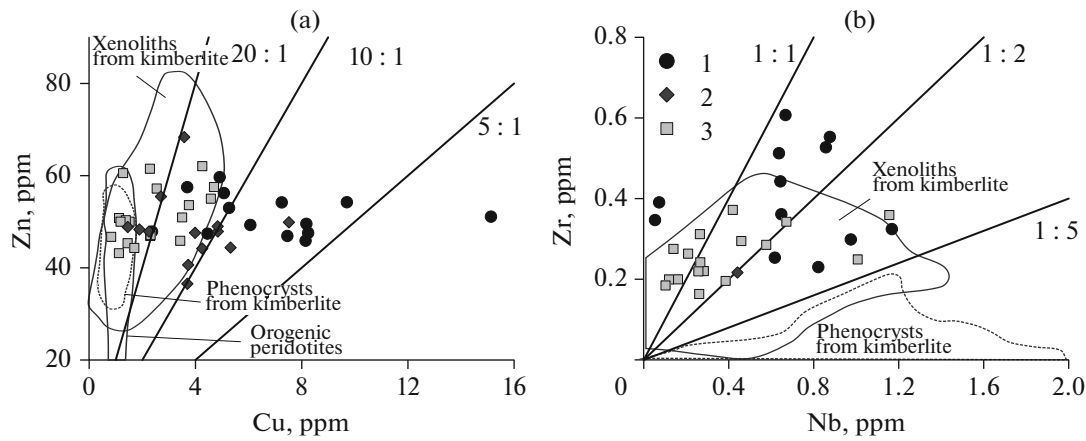 (a)
Xenoliths
from kimberlite
20 : 1
10 : 1
5 : 1
Zn, ppm
80
60
40
20
Phenocrysts
from kimberlite
Orogenic
peridotites
0
4
8
12
16
Cu, ppm
(b)
1
2
3
1 : 1
1 : 2
1 : 5
Xenoliths
from kimberlite
Phenocrysts
from kimberlite
Zr, ppm
0.8
0.6
0.4
0.2
0
0.4
0.8
1.2
1.6
2.0
Nb, ppm